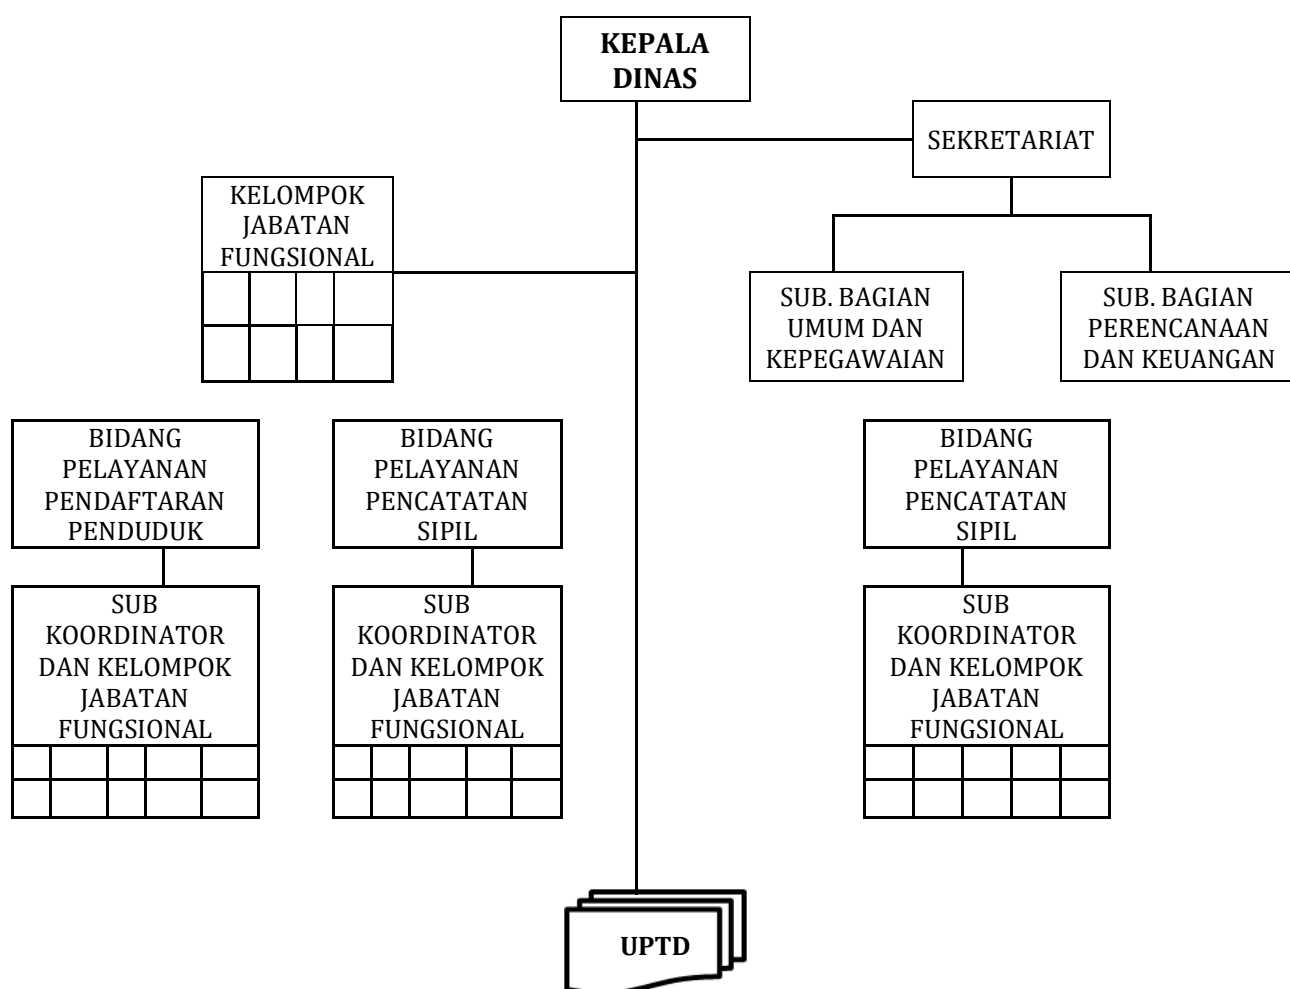 KEPALA
DINAS
SEKRETARIAT
KELOMPOK
JABATAN
FUNGSIONAL
SUB. BAGIAN
UMUM DAN
KEPEGAWAIAN
SUB. BAGIAN
PERENCANAAN
DAN KEUANGAN
BIDANG
PELAYANAN
PENDAFTARAN
PENDUDUK
BIDANG
PELAYANAN
PENCATATAN
SIPIL
BIDANG
PELAYANAN
PENCATATAN
SIPIL
SUB
KOORDINATOR
DAN KELOMPOK
JABATAN
FUNGSIONAL
SUB
KOORDINATOR
DAN KELOMPOK
JABATAN
FUNGSIONAL
SUB
KOORDINATOR
DAN KELOMPOK
JABATAN
FUNGSIONAL
UPTD